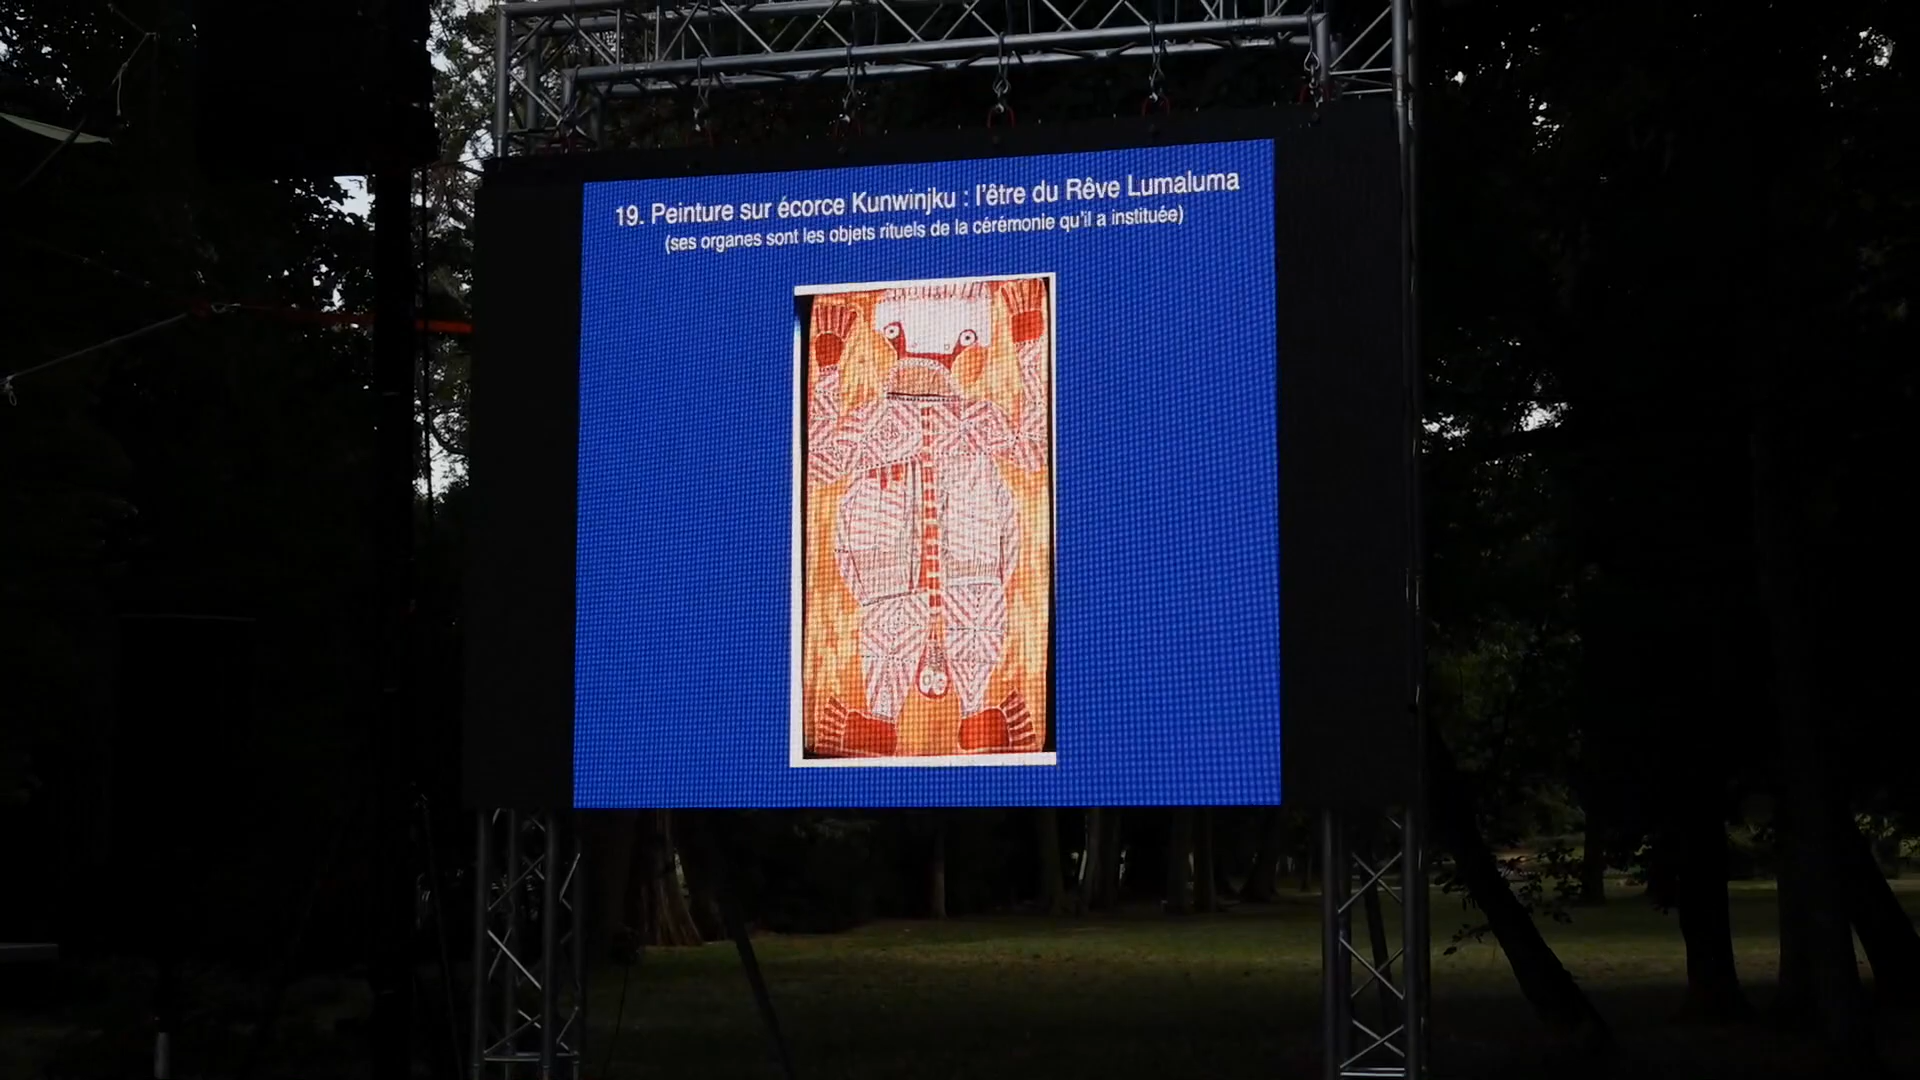 19. Peinture sur écorce Kunwinjku : l'être du Rêve Lumaluma
(ses organes sont les objets rituels de la cérémonie qu'il a instituée)